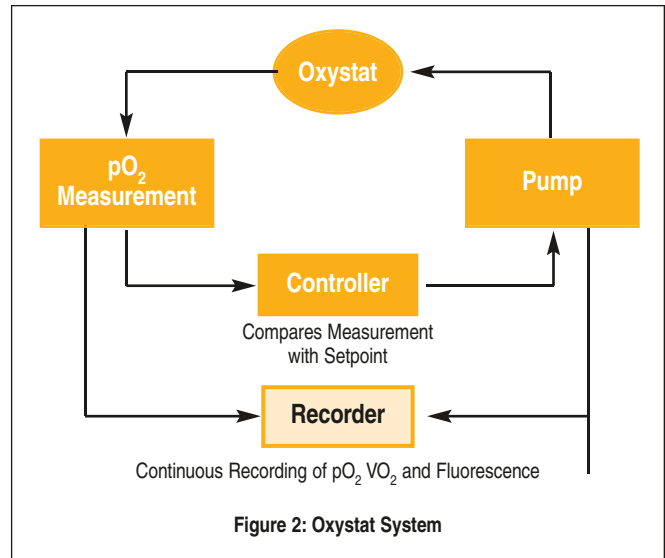 Oxystat
pO₂
Measurement
Pump
Controller
Compares Measurement
with Setpoint
Recorder
Continuous Recording of pO₂ VO₂ and Fluorescence
Figure 2: Oxystat System